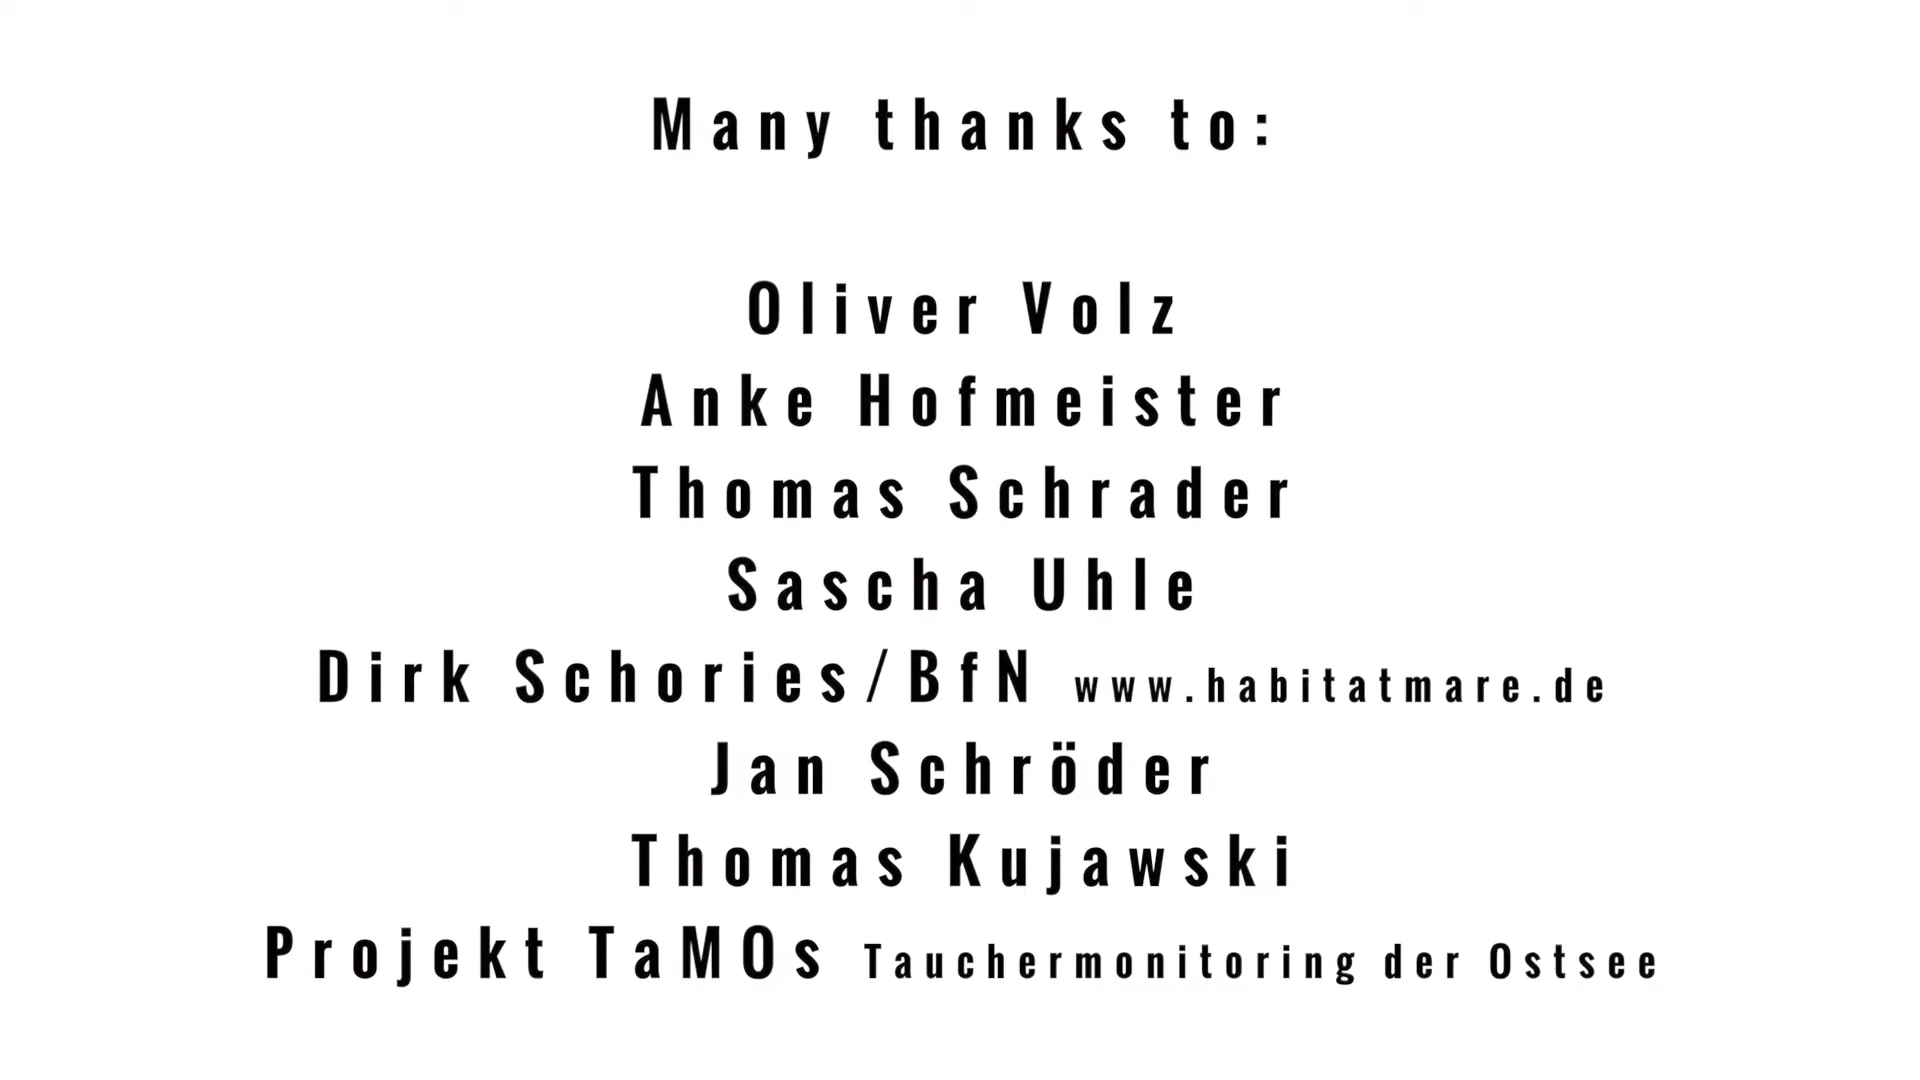 Many thanks to:
Oliver Volz
Anke Hofmeister
Thomas Schrader
Sascha Uhle
Dirk Schories/BfN www.habitatmare.de
Jan Schröder
Thomas Kujawski
Projekt TaMOs Tauchermonitoring der Ostsee